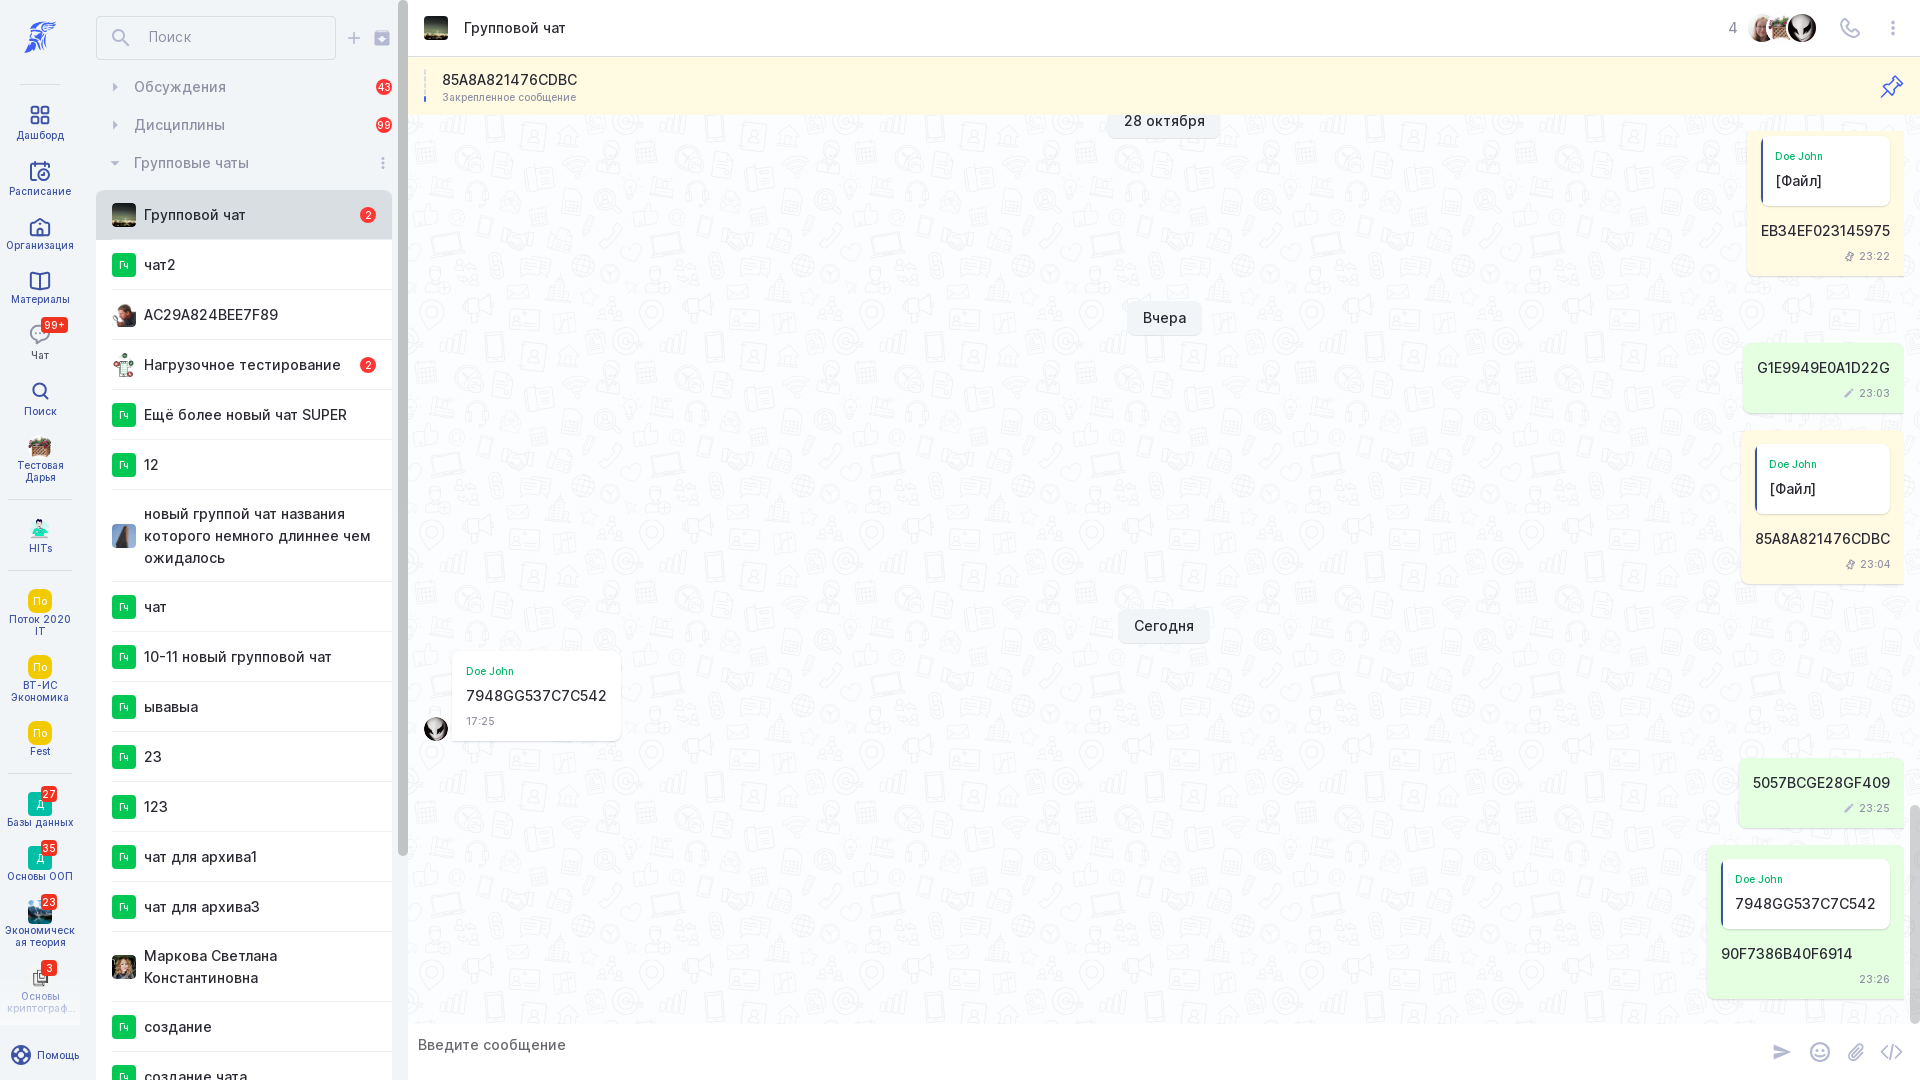 Дашборд
Расписание
Организация
Материалы
99+
Чат
Поиск
Тестовая
Дарья
HITs
По
Поток 2020
IT
По
ВТ-ИС
Экономика
По
Fest
27
Д
Базы данных
35
Д
Основы ООП
23
Экономическ
ая теория
3
Основы
криптограф...
Помощь
Поиск
Обсуждения
43
Дисциплины
99
Групповые чаты
Групповой чат
2
Гч
чат2
AC29A824BEE7F89
Нагрузочное тестирование
2
Гч
Ещё более новый чат SUPER
Гч
12
новый группой чат названия
которого немного длиннее чем
ожидалось
Гч
чат
Гч
10-11 новый групповой чат
Гч
ывавыа
Гч
23
Гч
123
Гч
чат для архива1
Гч
чат для архива3
Маркова Светлана
Константиновна
Гч
создание
Гч
создание чата
Групповой чат
4
85A8A821476CDBC
Закрепленное сообщение
28 октября
Doe John
[Файл]
EB34EF023145975
23:22
Вчера
G1E9949E0A1D22G
23:03
Doe John
[Файл]
85A8A821476CDBC
23:04
Сегодня
Doe John
7948GG537C7C542
17:25
5057BCGE28GF409
23:25
Doe John
7948GG537C7C542
90F7386B40F6914
23:26
Введите сообщение